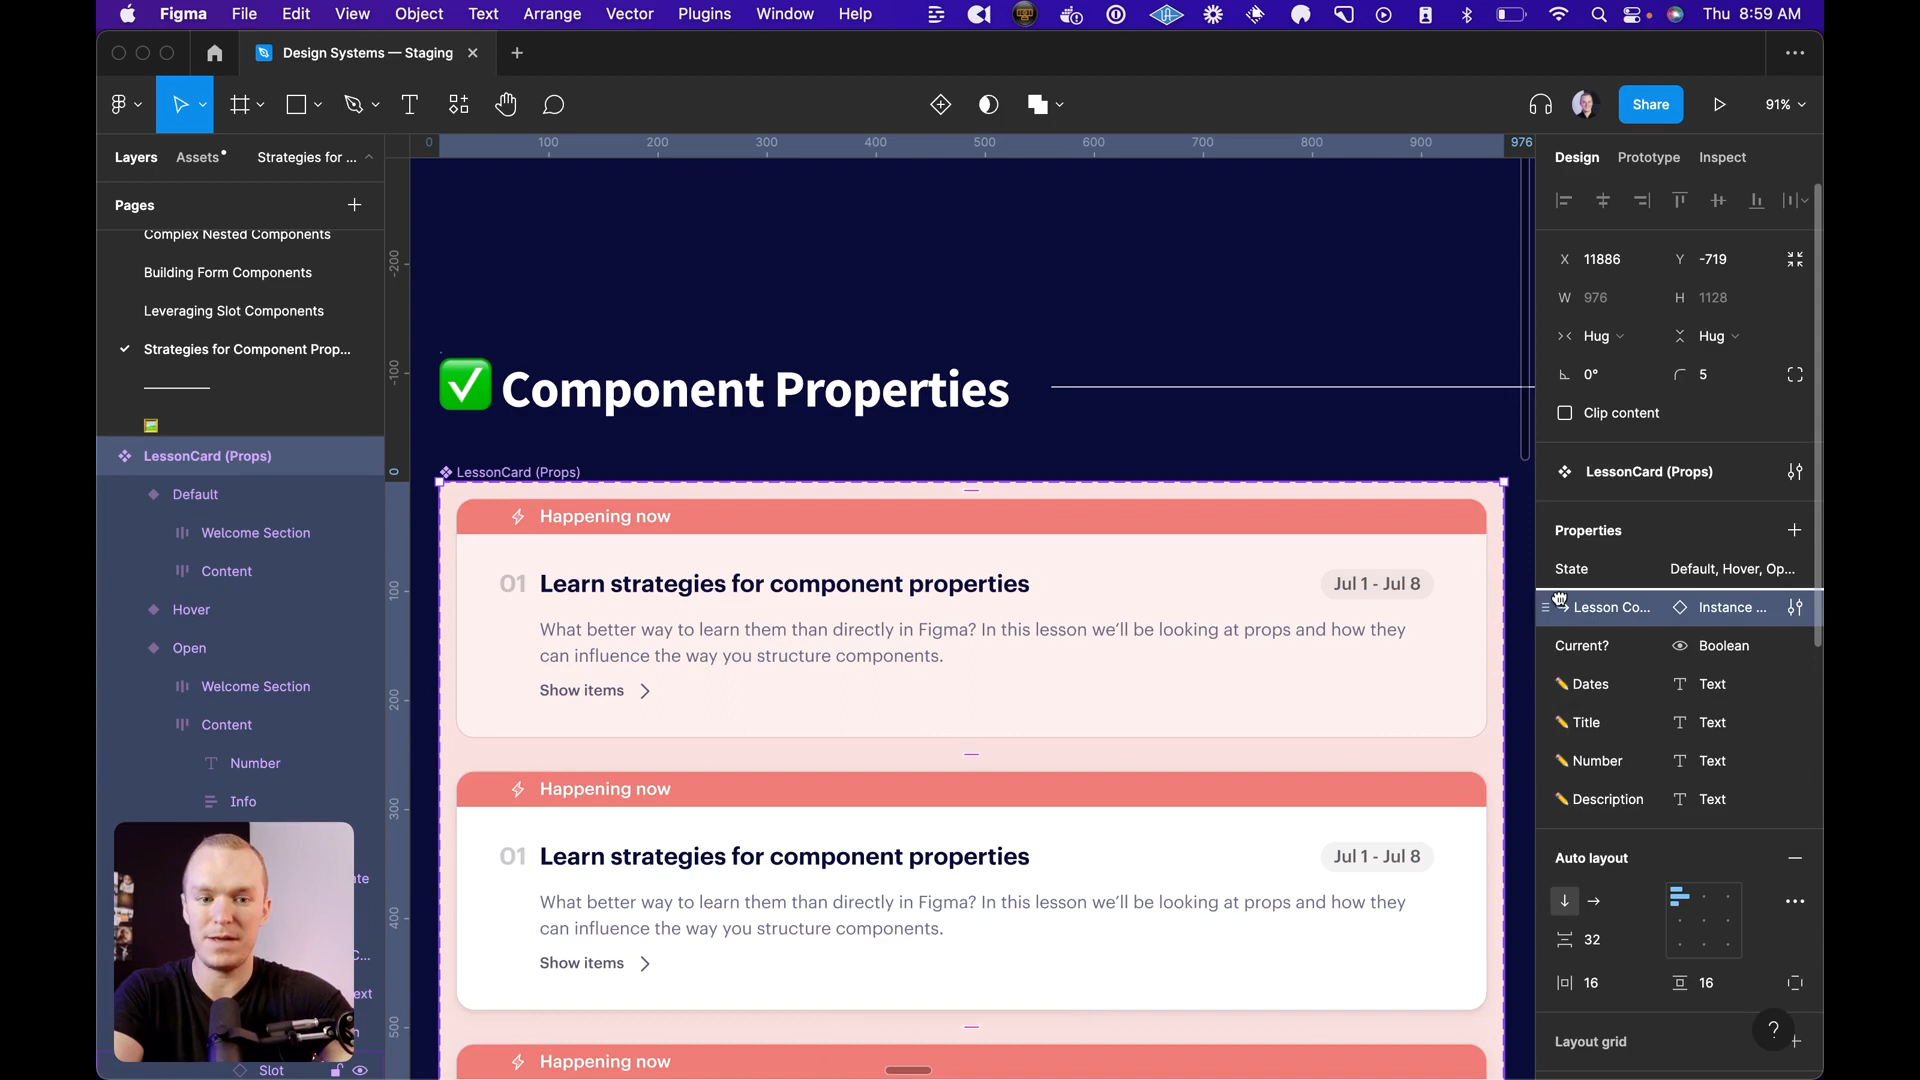 Figma File Edit View Object Text Arrange Vector Plugins Window Help Thu 8:59 AM
Design Systems — Staging
Share 91%
Layers Assets Strategies for ...
Pages
Complex Nested Components
Building Form Components
Leveraging Slot Components
Strategies for Component Prop...
LessonCard (Props)
Default
Welcome Section
Content
Hover
Open
Welcome Section
Content
Number
Info
Slot
0 100 200 300 400 500 600 700 800 900 976
-200
-100
0
100
200
300
400
500
Component Properties
LessonCard (Props)
Happening now
01 Learn strategies for component properties Jul 1 - Jul 8
What better way to learn them than directly in Figma? In this lesson we’ll be looking at props and how they
can influence the way you structure components.
Show items
Happening now
01 Learn strategies for component properties Jul 1 - Jul 8
What better way to learn them than directly in Figma? In this lesson we’ll be looking at props and how they
can influence the way you structure components.
Show items
Happening now
Design Prototype Inspect
X 11886 Y -719
W 976 H 1128
Hug Hug
0° 5
Clip content
LessonCard (Props)
Properties
State Default, Hover, Op...
Lesson Co... Instance ...
Current? Boolean
Dates Text
Title Text
Number Text
Description Text
Auto layout
32
16 16
Layout grid
?